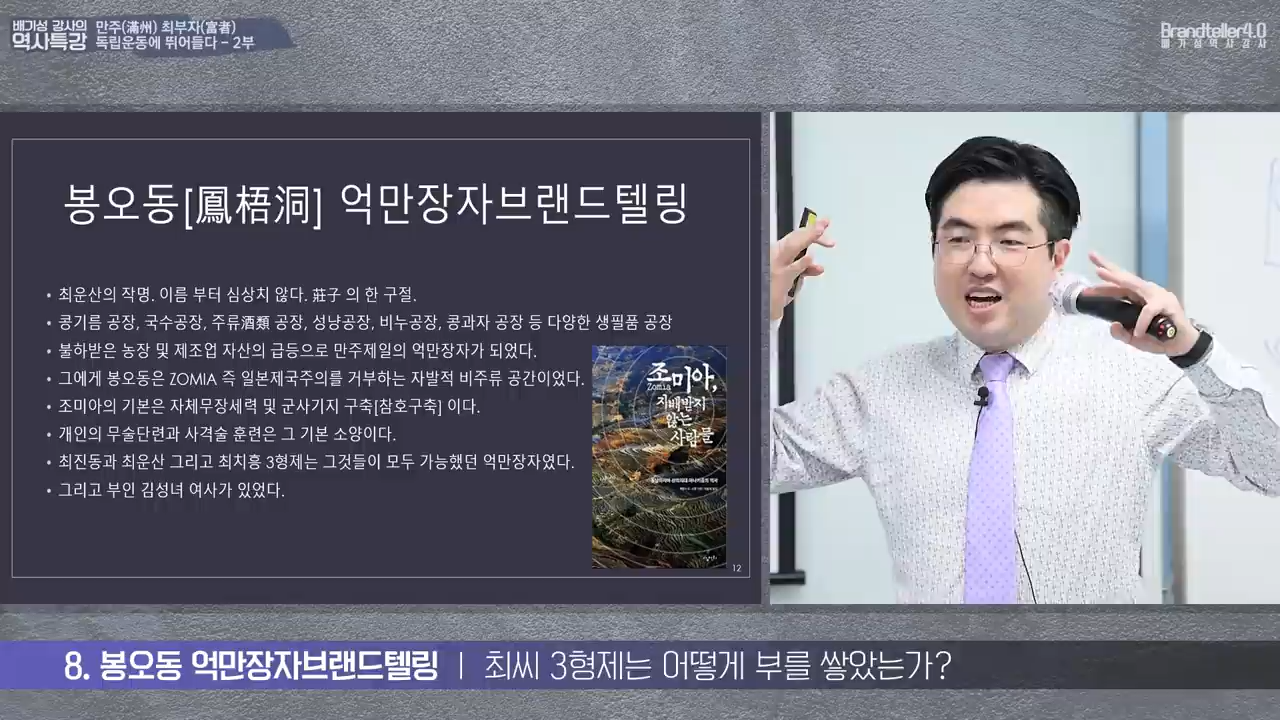 배기성 강사의
역사특강
만주(滿州) 최부자(富者)
독립운동에 뛰어들다 - 2부
Brandteller4.0
배기성역사강사
봉오동[鳳梧洞] 억만장자브랜드텔링
• 최운산의 작명. 이름 부터 심상치 않다. 莊子 의 한 구절.
• 콩기름 공장, 국수공장, 주류酒類 공장, 성냥공장, 비누공장, 콩과자 공장 등 다양한 생필품 공장
• 불하받은 농장 및 제조업 자산의 급등으로 만주제일의 억만장자가 되었다.
• 그에게 봉오동은 ZOMIA 즉 일본제국주의를 거부하는 자발적 비주류 공간이었다.
• 조미아의 기본은 자체무장세력 및 군사기지 구축[참호구축] 이다.
• 개인의 무술단련과 사격술 훈련은 그 기본 소양이다.
• 최진동과 최운산 그리고 최치흥 3형제는 그것들이 모두 가능했던 억만장자였다.
• 그리고 부인 김성녀 여사가 있었다.
조미아,
Zomia
지배받지
않는
사람들
12
8. 봉오동 억만장자브랜드텔링 | 최씨 3형제는 어떻게 부를 쌓았는가?